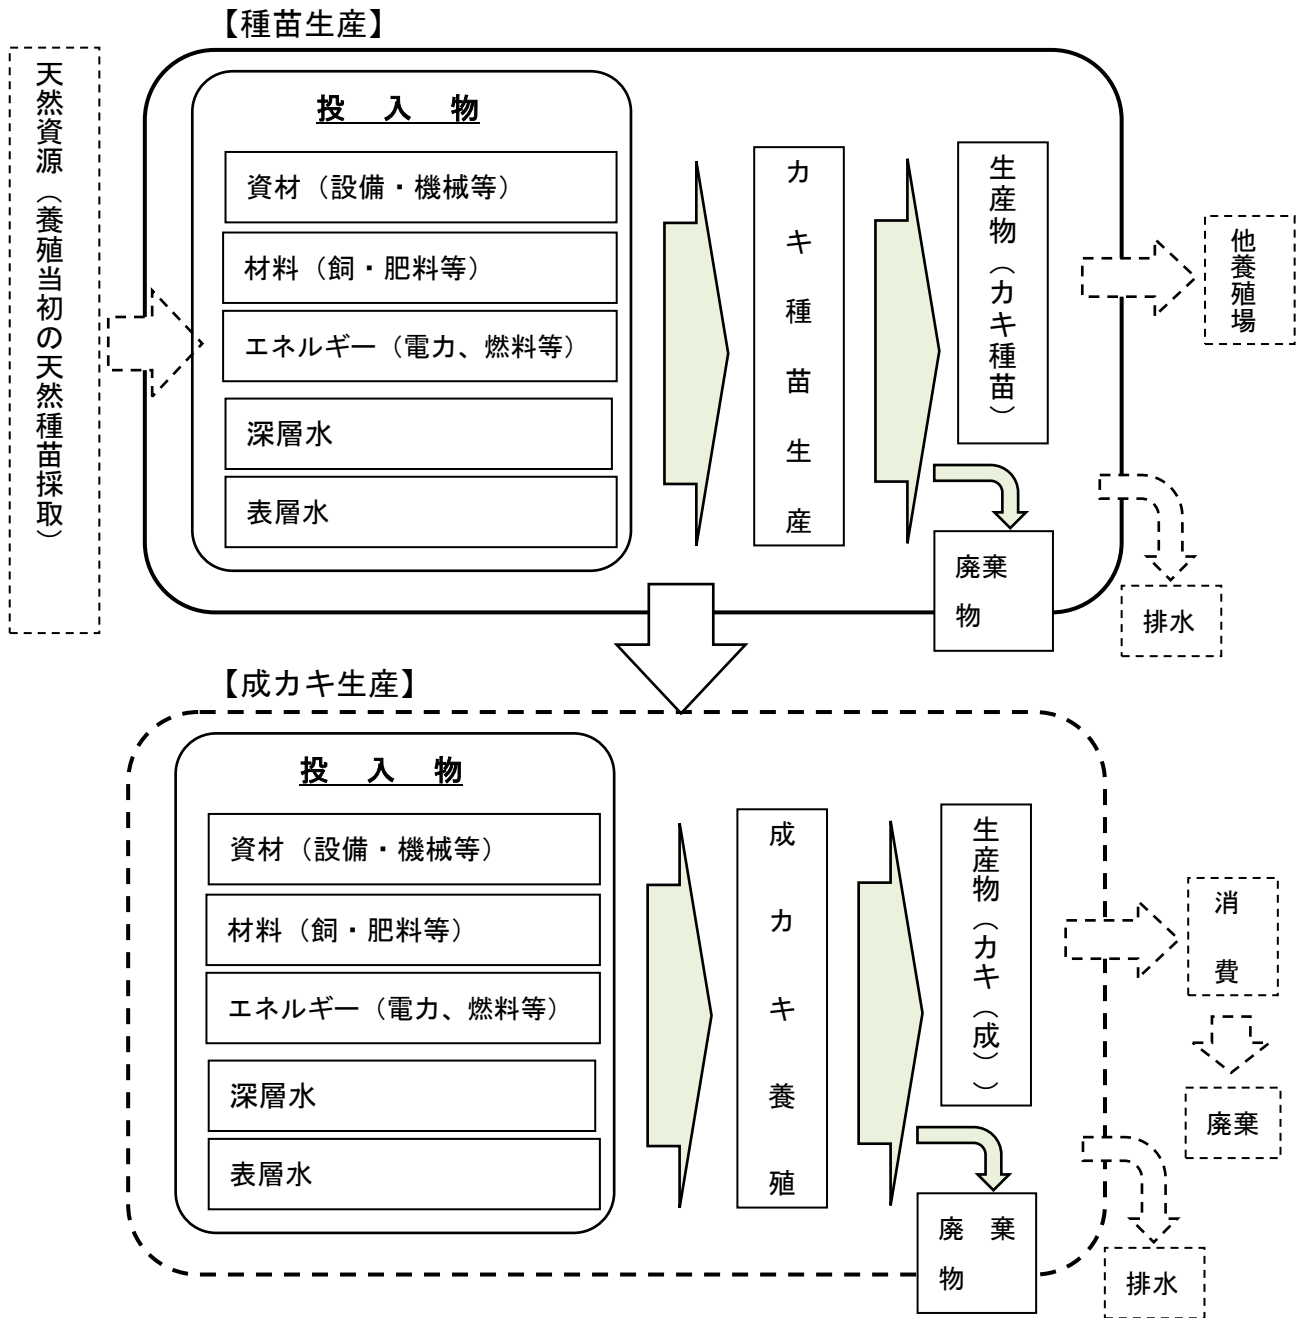 【種苗生産】
天然資源（養殖当初の天然種苗採取）
投　入　物
資材（設備・機械等）
材料（飼・肥料等）
エネルギー（電力、燃料等）
深層水
表層水
カキ種苗生産
生産物（カキ種苗）
廃棄
物
他養殖場
排水
【成カキ生産】
投　入　物
資材（設備・機械等）
材料（飼・肥料等）
エネルギー（電力、燃料等）
深層水
表層水
成カキ養殖
生産物（カキ（成））
廃　棄
物
消費
廃棄
排水